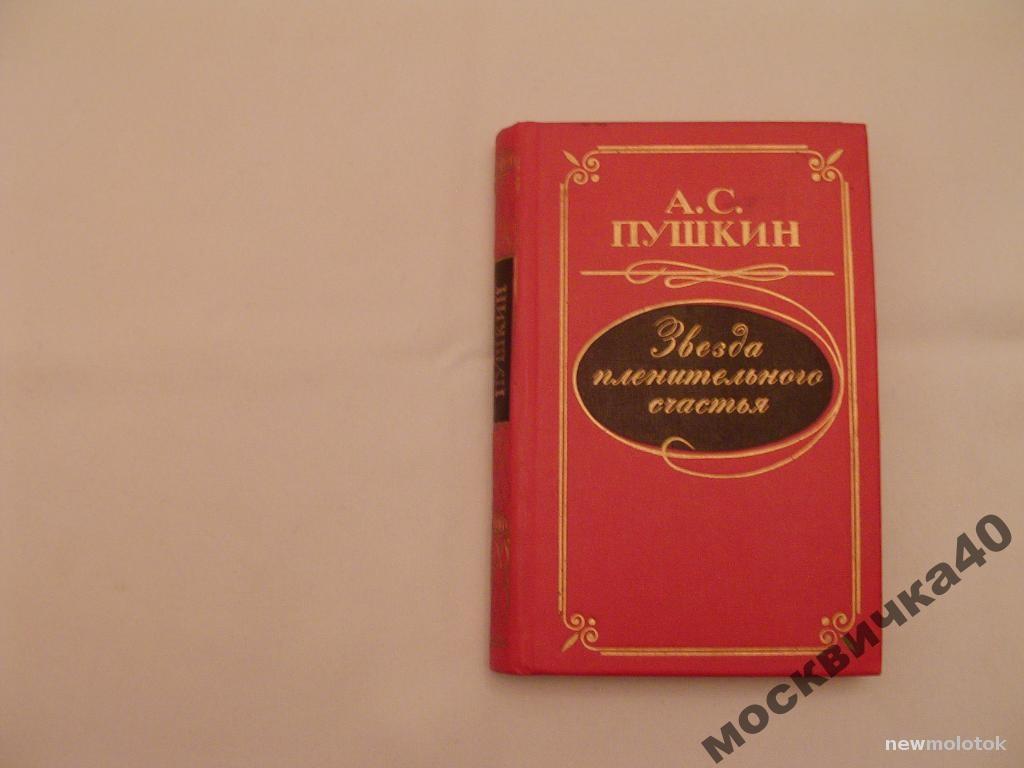 А.С.
ПУШКИН
Звезда
пленительного
счастья
ПУШКИН
москвичка40
newmolotok